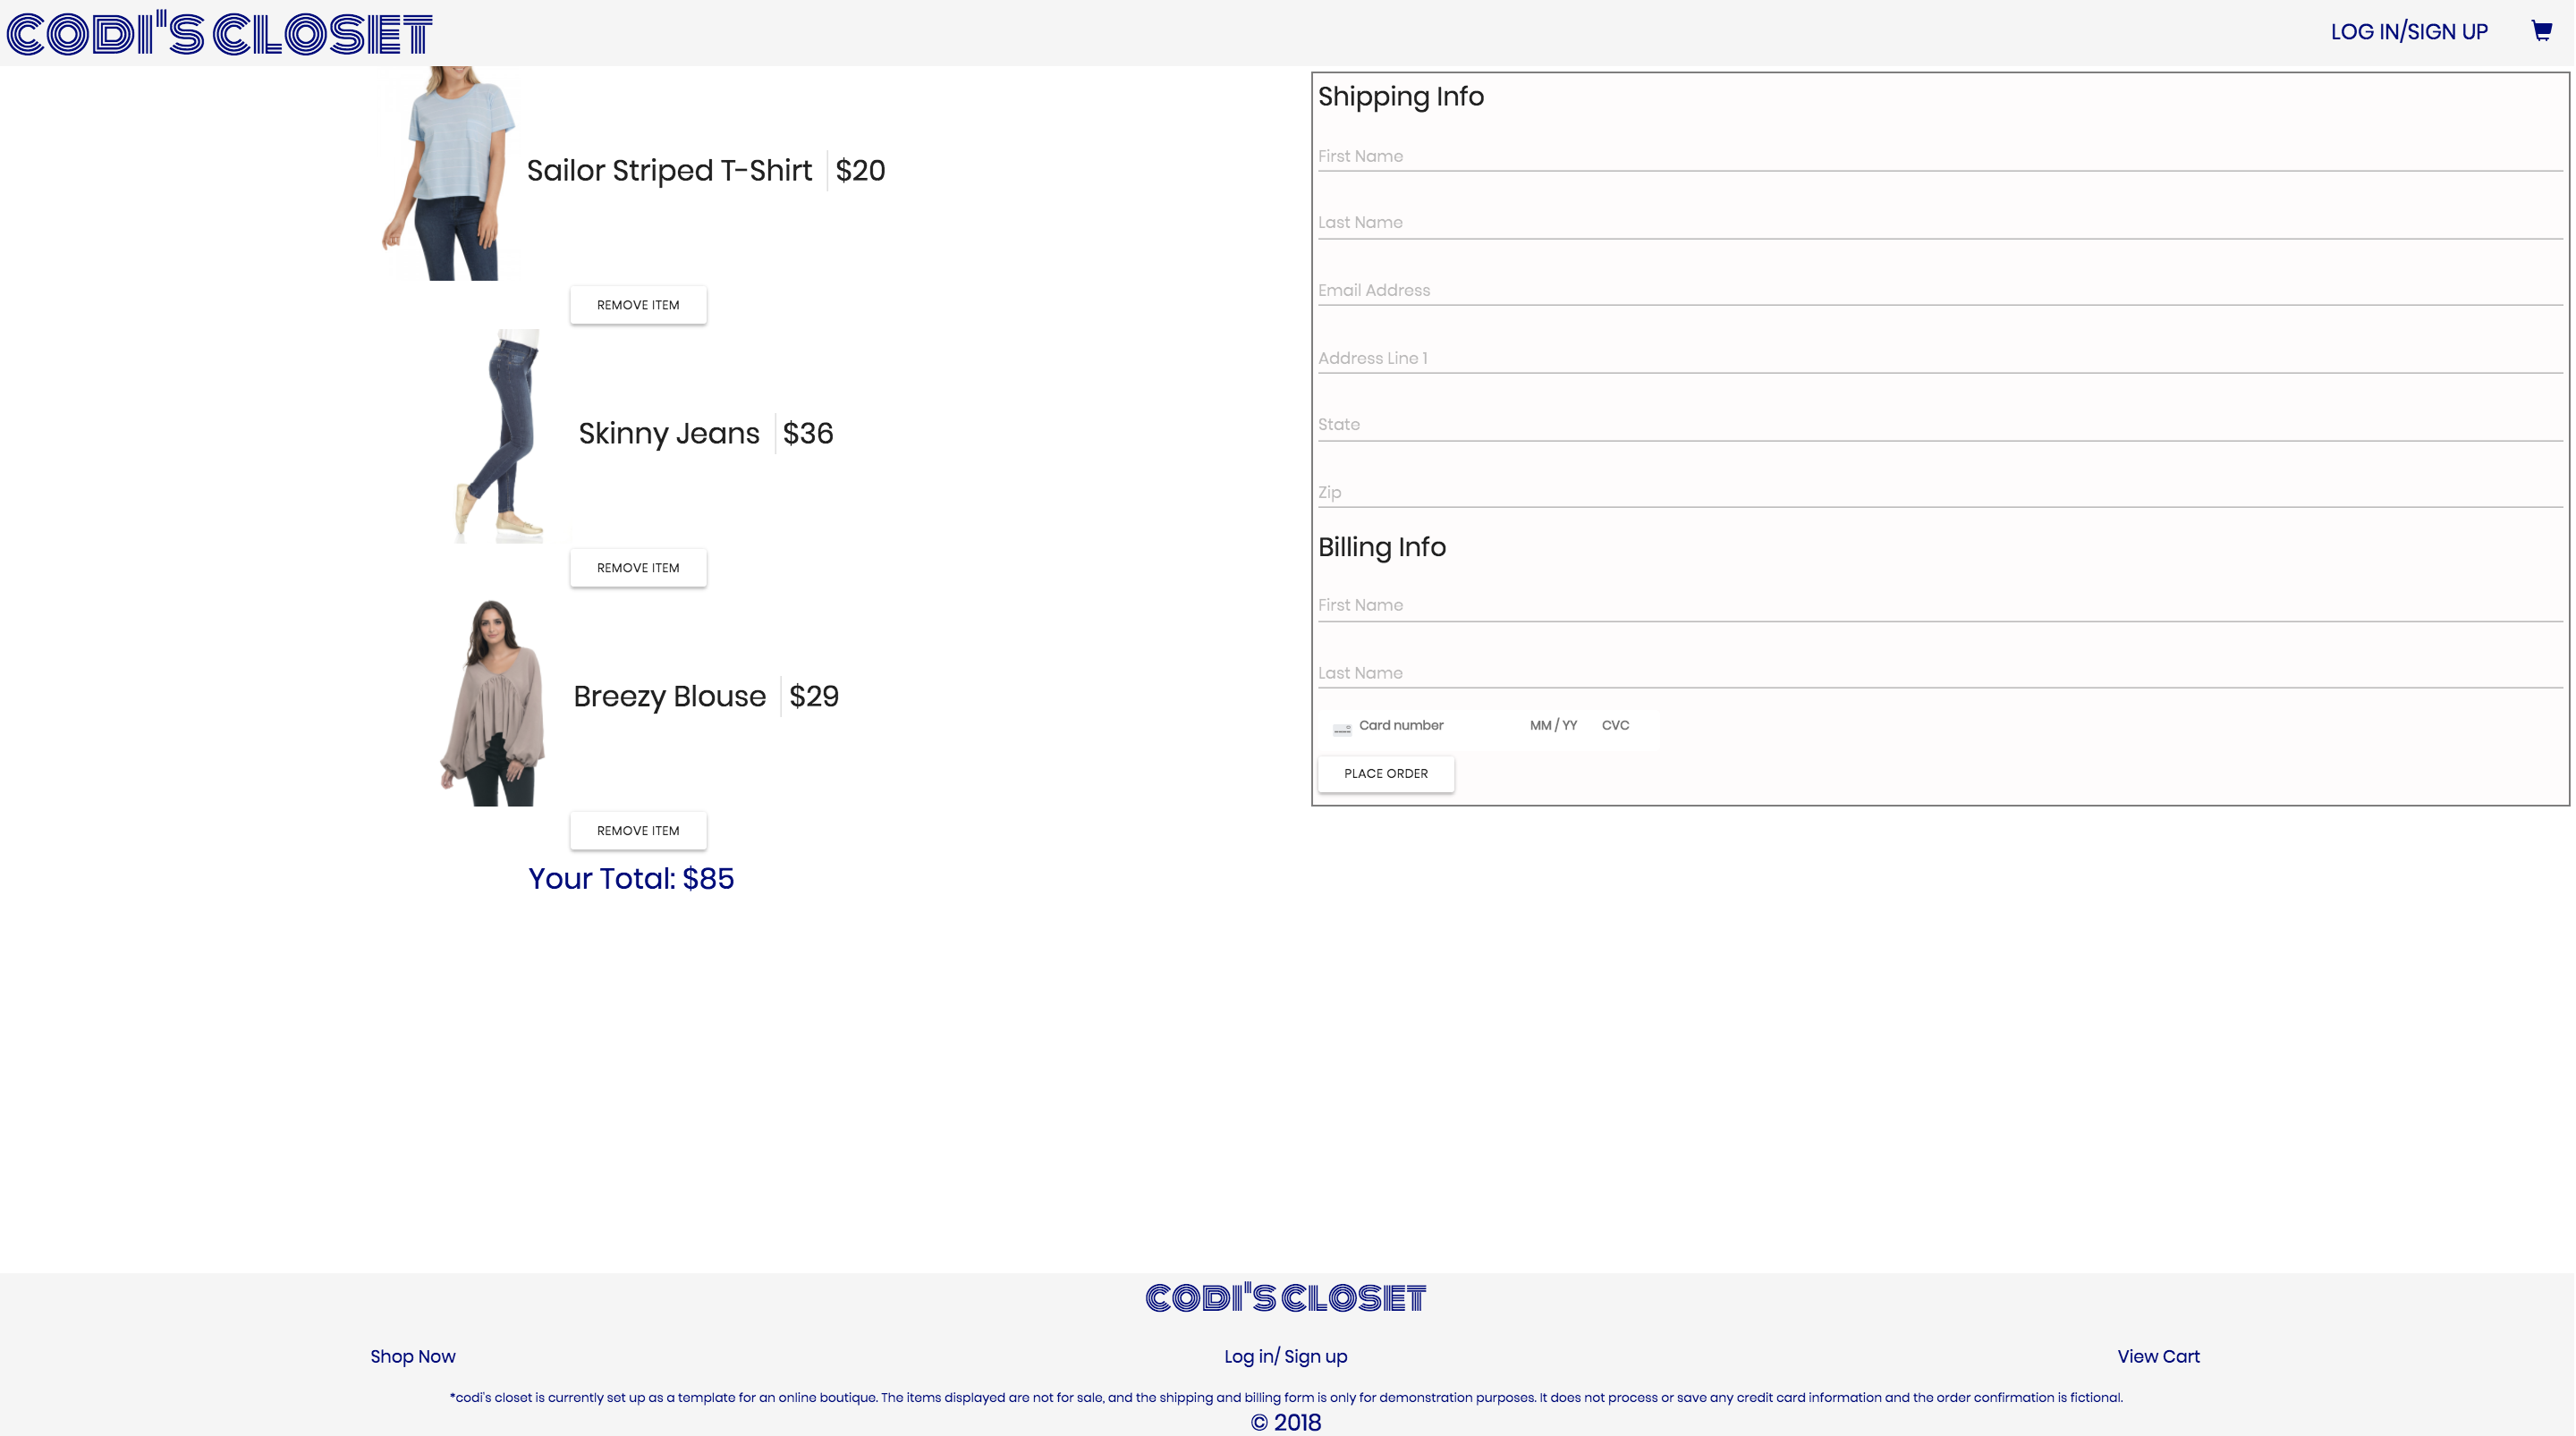 CODI'S CLOSET
LOG IN/SIGN UP
Sailor Striped T-Shirt $20
REMOVE ITEM
Skinny Jeans $36
REMOVE ITEM
Breezy Blouse $29
REMOVE ITEM
Your Total: $85
Shipping Info
First Name
Last Name
Email Address
Address Line 1
State
Zip
Billing Info
First Name
Last Name
Card number MM / YY CVC
PLACE ORDER
CODI'S CLOSET
Shop Now Log in/ Sign up View Cart
*codi's closet is currently set up as a template for an online boutique. The items displayed are not for sale, and the shipping and billing form is only for demonstration purposes. It does not process or save any credit card information and the order confirmation is fictional.
© 2018